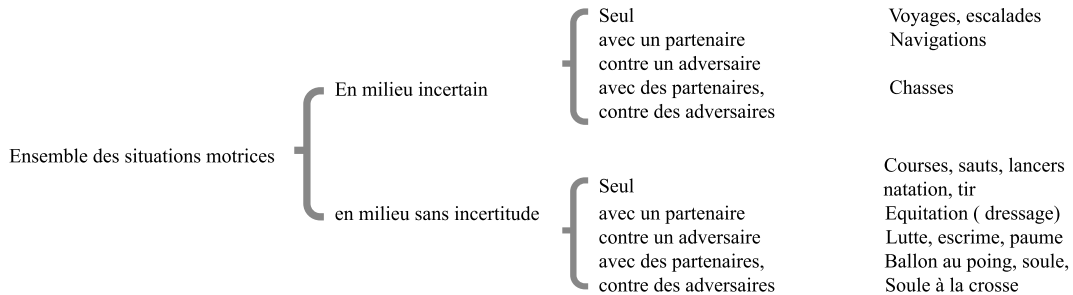 Ensemble des situations motrices
En milieu incertain
Seul
Voyages, escalades
avec un partenaire
Navigations
contre un adversaire
avec des partenaires,
Chasses
contre des adversaires
en milieu sans incertitude
Courses, sauts, lancers
Seul
natation, tir
avec un partenaire
Equitation ( dressage)
contre un adversaire
Lutte, escrime, paume
avec des partenaires,
Ballon au poing, soule,
contre des adversaires
Soule à la crosse